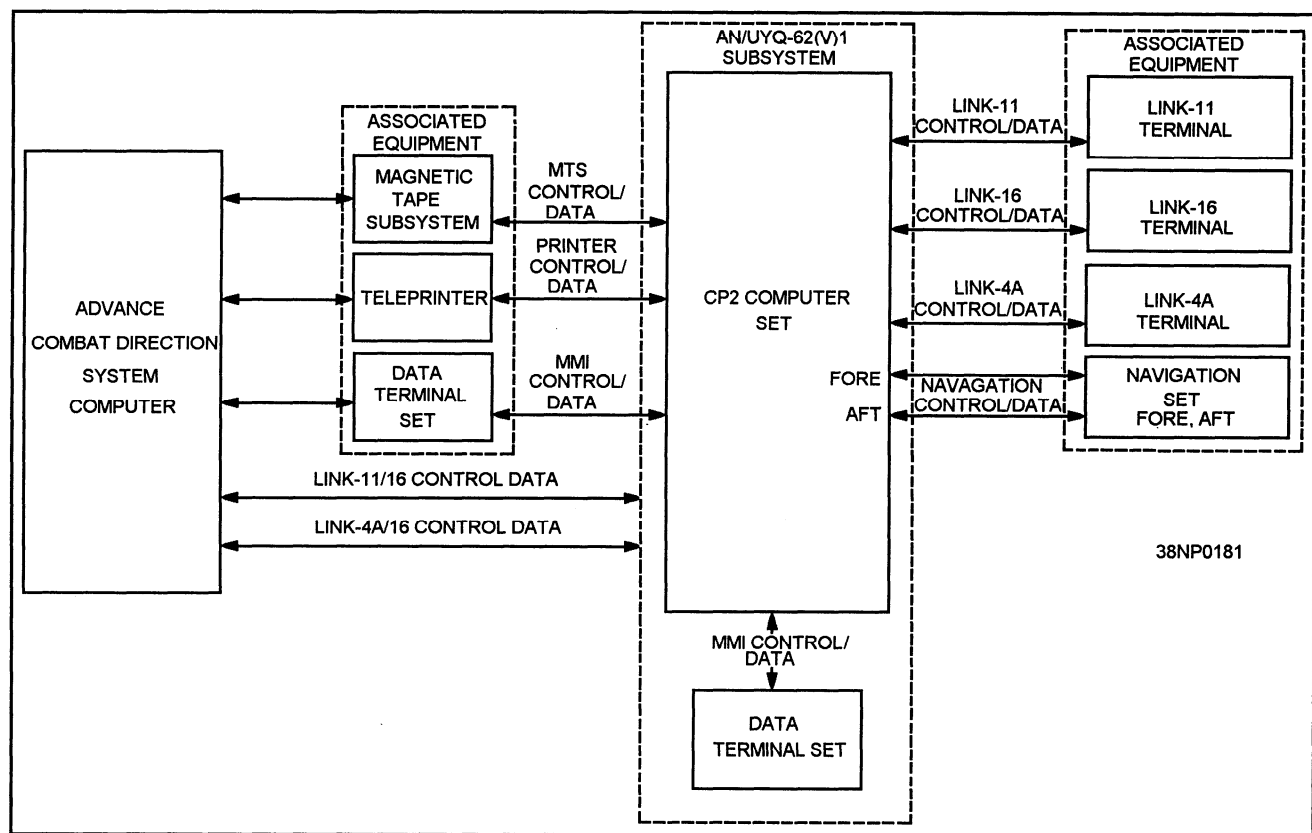 AN/UYQ-62(V)1
SUBSYSTEM
ASSOCIATED
EQUIPMENT
ASSOCIATED
EQUIPMENT
ADVANCE
COMBAT DIRECTION
SYSTEM
COMPUTER
MAGNETIC
TAPE
SUBSYSTEM
TELEPRINTER
DATA
TERMINAL
SET
MTS
CONTROL/
DATA
PRINTER
CONTROL/
DATA
MMI
CONTROL/
DATA
LINK-11/16 CONTROL DATA
LINK-4A/16 CONTROL DATA
CP2 COMPUTER
SET
FORE
AFT
MMI CONTROL/
DATA
DATA
TERMINAL SET
LINK-11
CONTROL/DATA
LINK-16
CONTROL/DATA
LINK-4A
CONTROL/DATA
NAVAGATION
CONTROL/DATA
LINK-11
TERMINAL
LINK-16
TERMINAL
LINK-4A
TERMINAL
NAVIGATION
SET
FORE, AFT
38NP0181